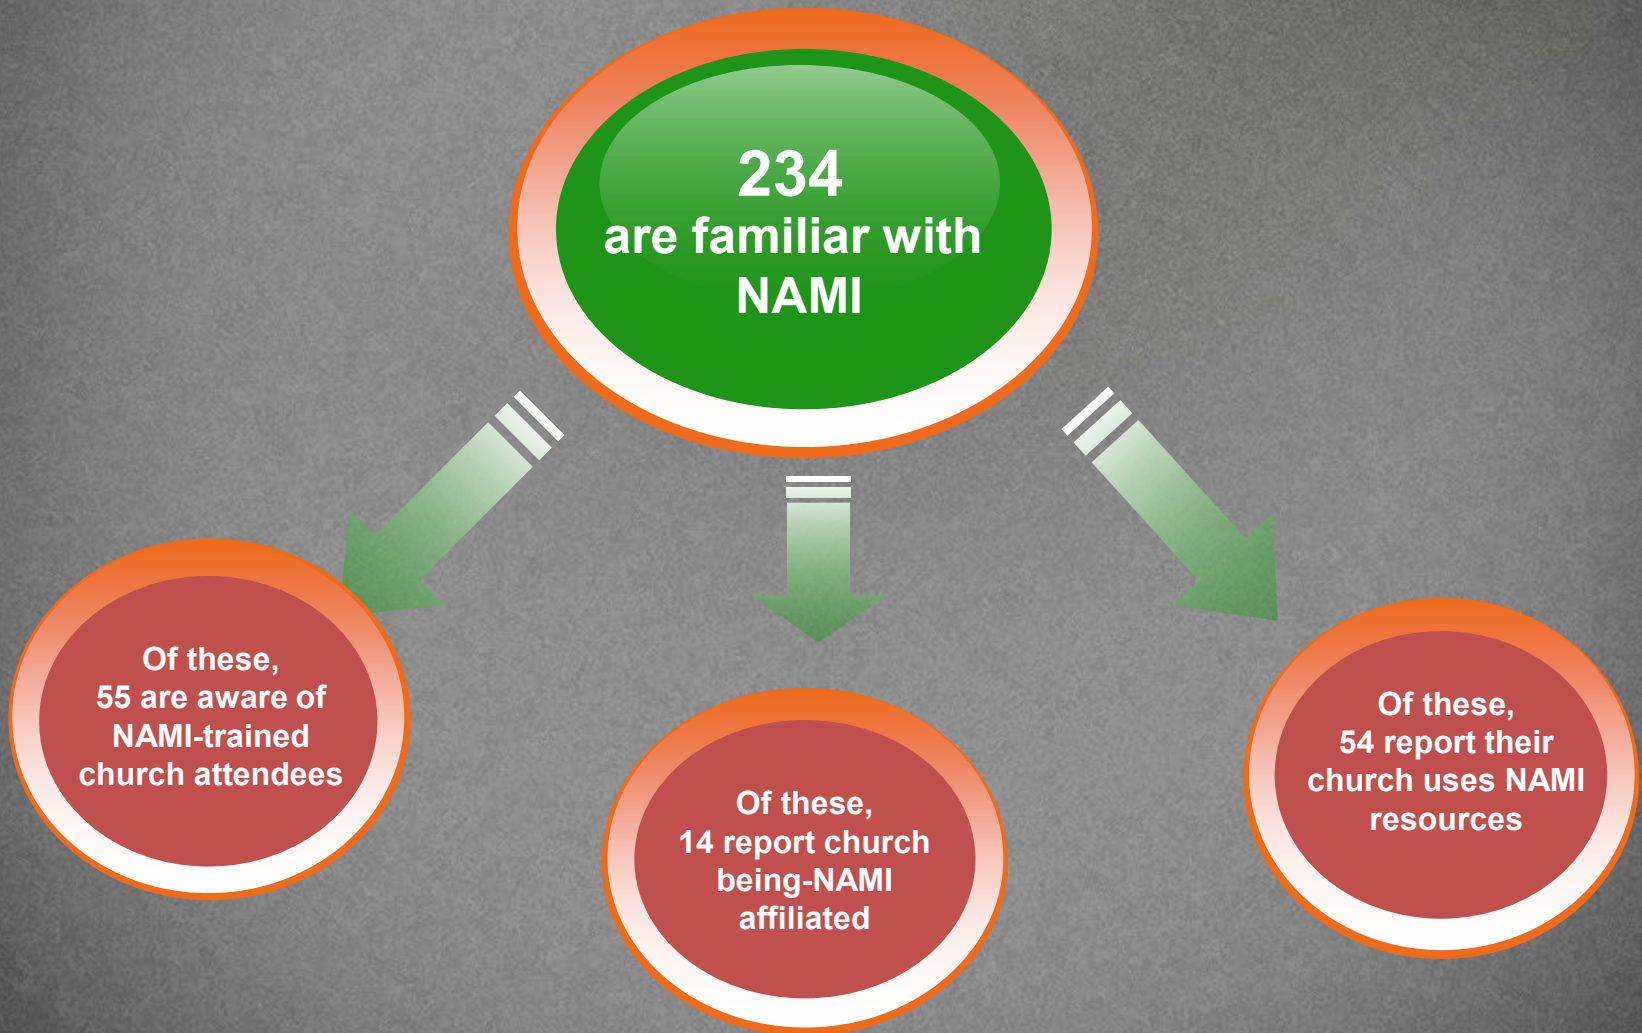 234
are familiar with
NAMI
Of these,
55 are aware of
NAMI-trained
church attendees
Of these,
14 report church
being-NAMI
affiliated
Of these,
54 report their
church uses NAMI
resources